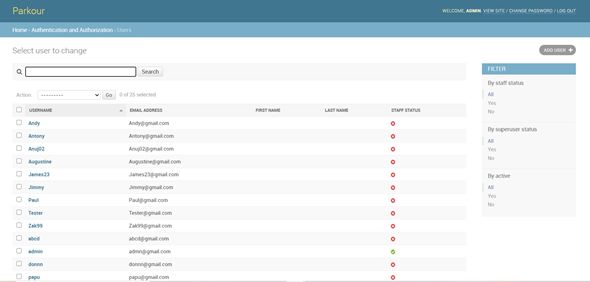 Parkour
WELCOME, ADMIN VIEW SITE / CHANGE PASSWORD / LOG OUT
Home › Authentication and Authorization › Users
Select user to change
ADD USER +
Search
Action: --------- Go 0 of 25 selected
USERNAME EMAIL ADDRESS FIRST NAME LAST NAME STAFF STATUS
Andy Andy@gmail.com
Antony Antony@gmail.com
Anuj02 Anuj02@gmail.com
Augustine Augustine@gmail.com
James23 James23@gmail.com
Jimmy Jimmy@gmail.com
Paul Paul@gmail.com
Tester Tester@gmail.com
Zak99 Zak99@gmail.com
abcd abcd@gmail.com
admin admn@gmail.com
donnn donnn@gmail.com
papu papu@gmail.com
FILTER
By staff status
All
Yes
No
By superuser status
All
Yes
No
By active
All
Yes
No